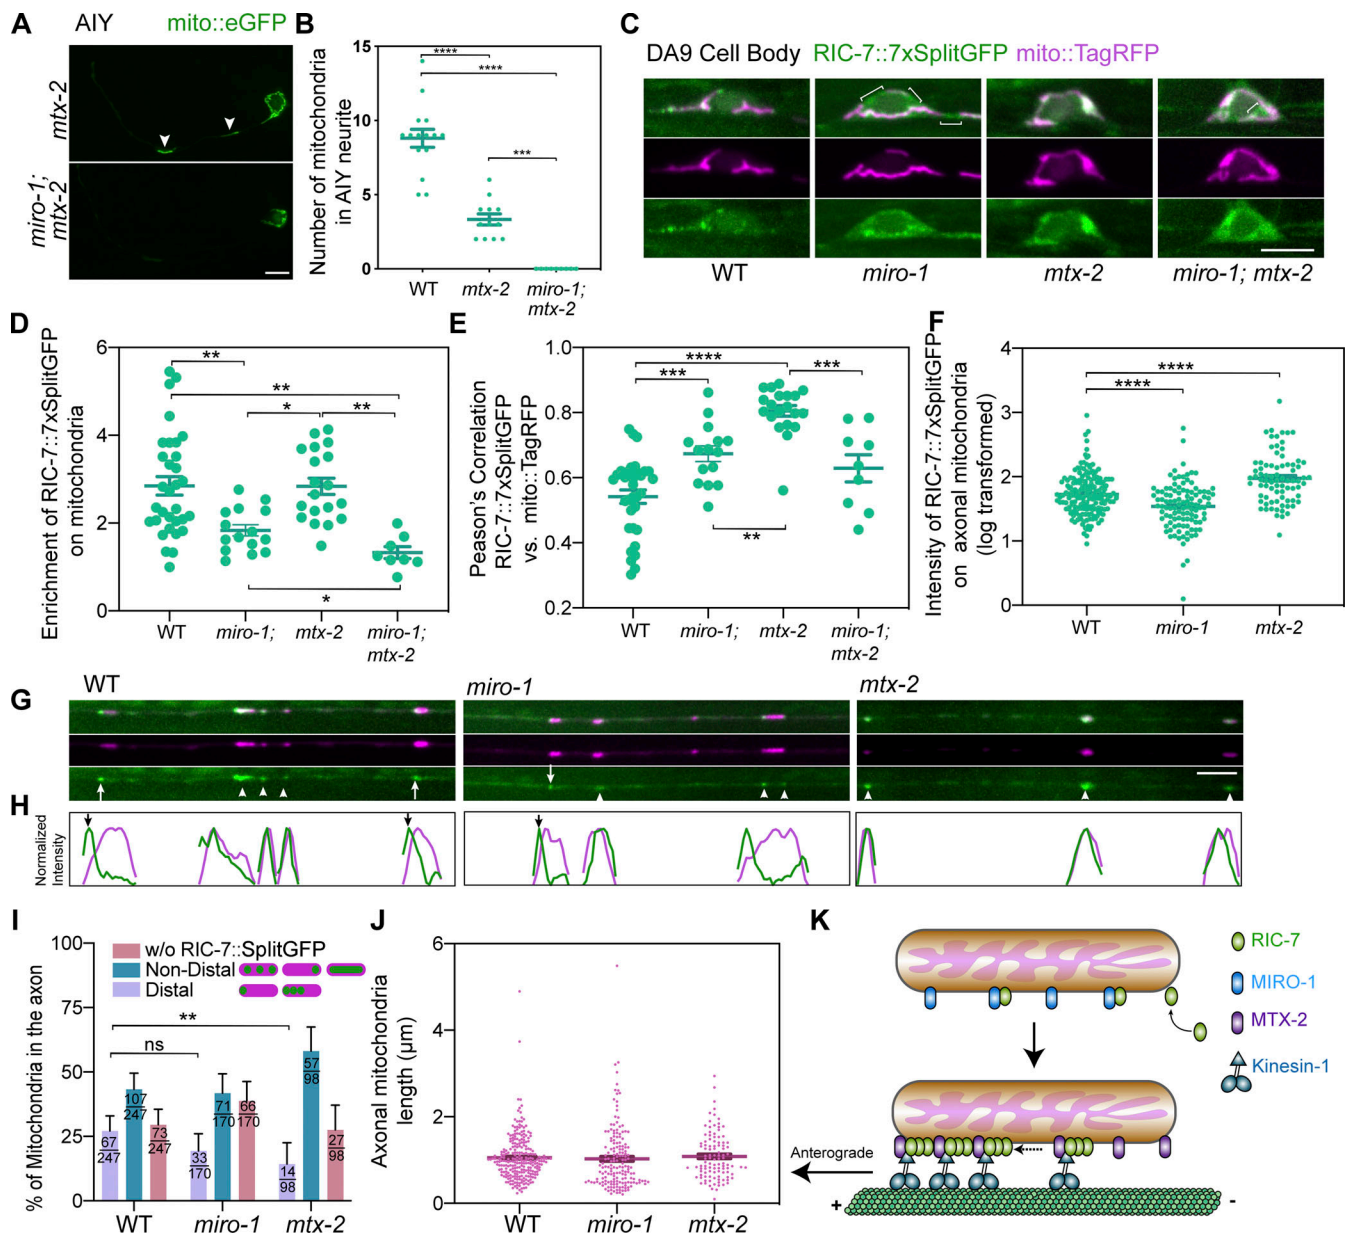 A
AIY mito::eGFP
mtx-2
miro-1;
mtx-2
B
Number of mitochondria
in AIY neurite
15
10
5
0
****
****
***
WT
mtx-2
miro-1;
mtx-2
C
DA9 Cell Body RIC-7::7xSplitGFP mito::TagRFP
WT
miro-1
mtx-2
miro-1; mtx-2
D
Enrichment of RIC-7::7xSplitGFP
on mitochondria
6
4
2
0
**
**
*
**
*
WT
miro-1;
mtx-2
miro-1;
mtx-2
E
Peason's Correlation
RIC-7::7xSplitGFP
vs. mito::TagRFP
1.0
0.8
0.6
0.4
0.2
****
***
***
**
WT
miro-1;
mtx-2
miro-1;
mtx-2
F
Intensity of RIC-7::7xSplitGFP
on axonal mitochondria
(log transformed)
4
3
2
1
0
****
****
WT
miro-1
mtx-2
G
WT
miro-1
mtx-2
H
Normalized
Intensity
I
% of Mitochondria in the axon
100
75
50
25
0
w/o RIC-7::SplitGFP
Non-Distal
Distal
**
ns
67
247
107
247
73
247
33
170
71
170
66
170
14
98
57
98
27
98
WT
miro-1
mtx-2
J
Axonal mitochondria
length (µm)
6
4
2
0
WT
miro-1
mtx-2
K
RIC-7
MIRO-1
MTX-2
Kinesin-1
Anterograde
+
-